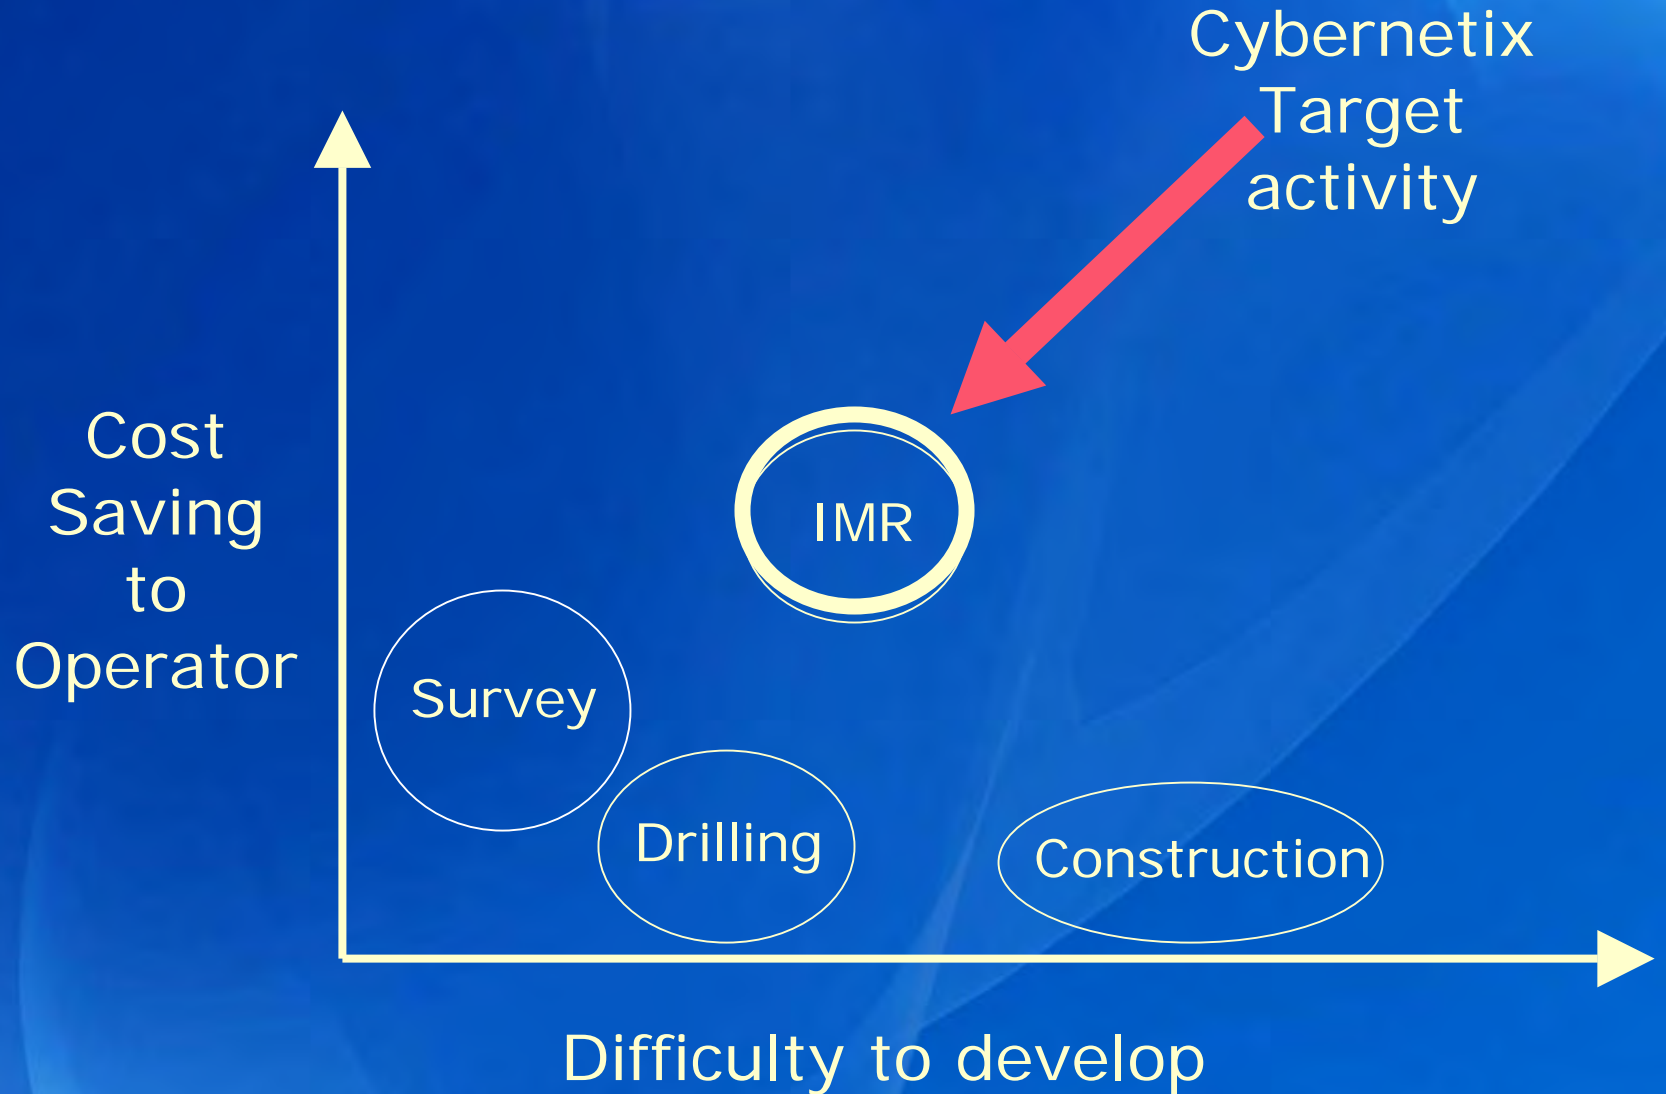 Cybernetix
Target
activity
Cost
Saving
to
Operator
IMR
Survey
Drilling
Construction
Difficulty to develop